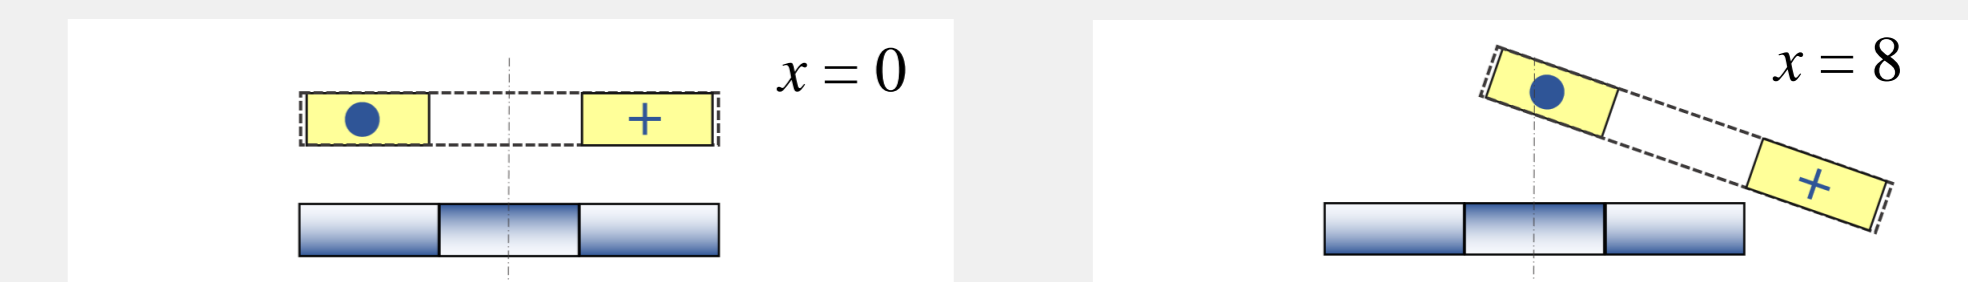 x = 0
x = 8